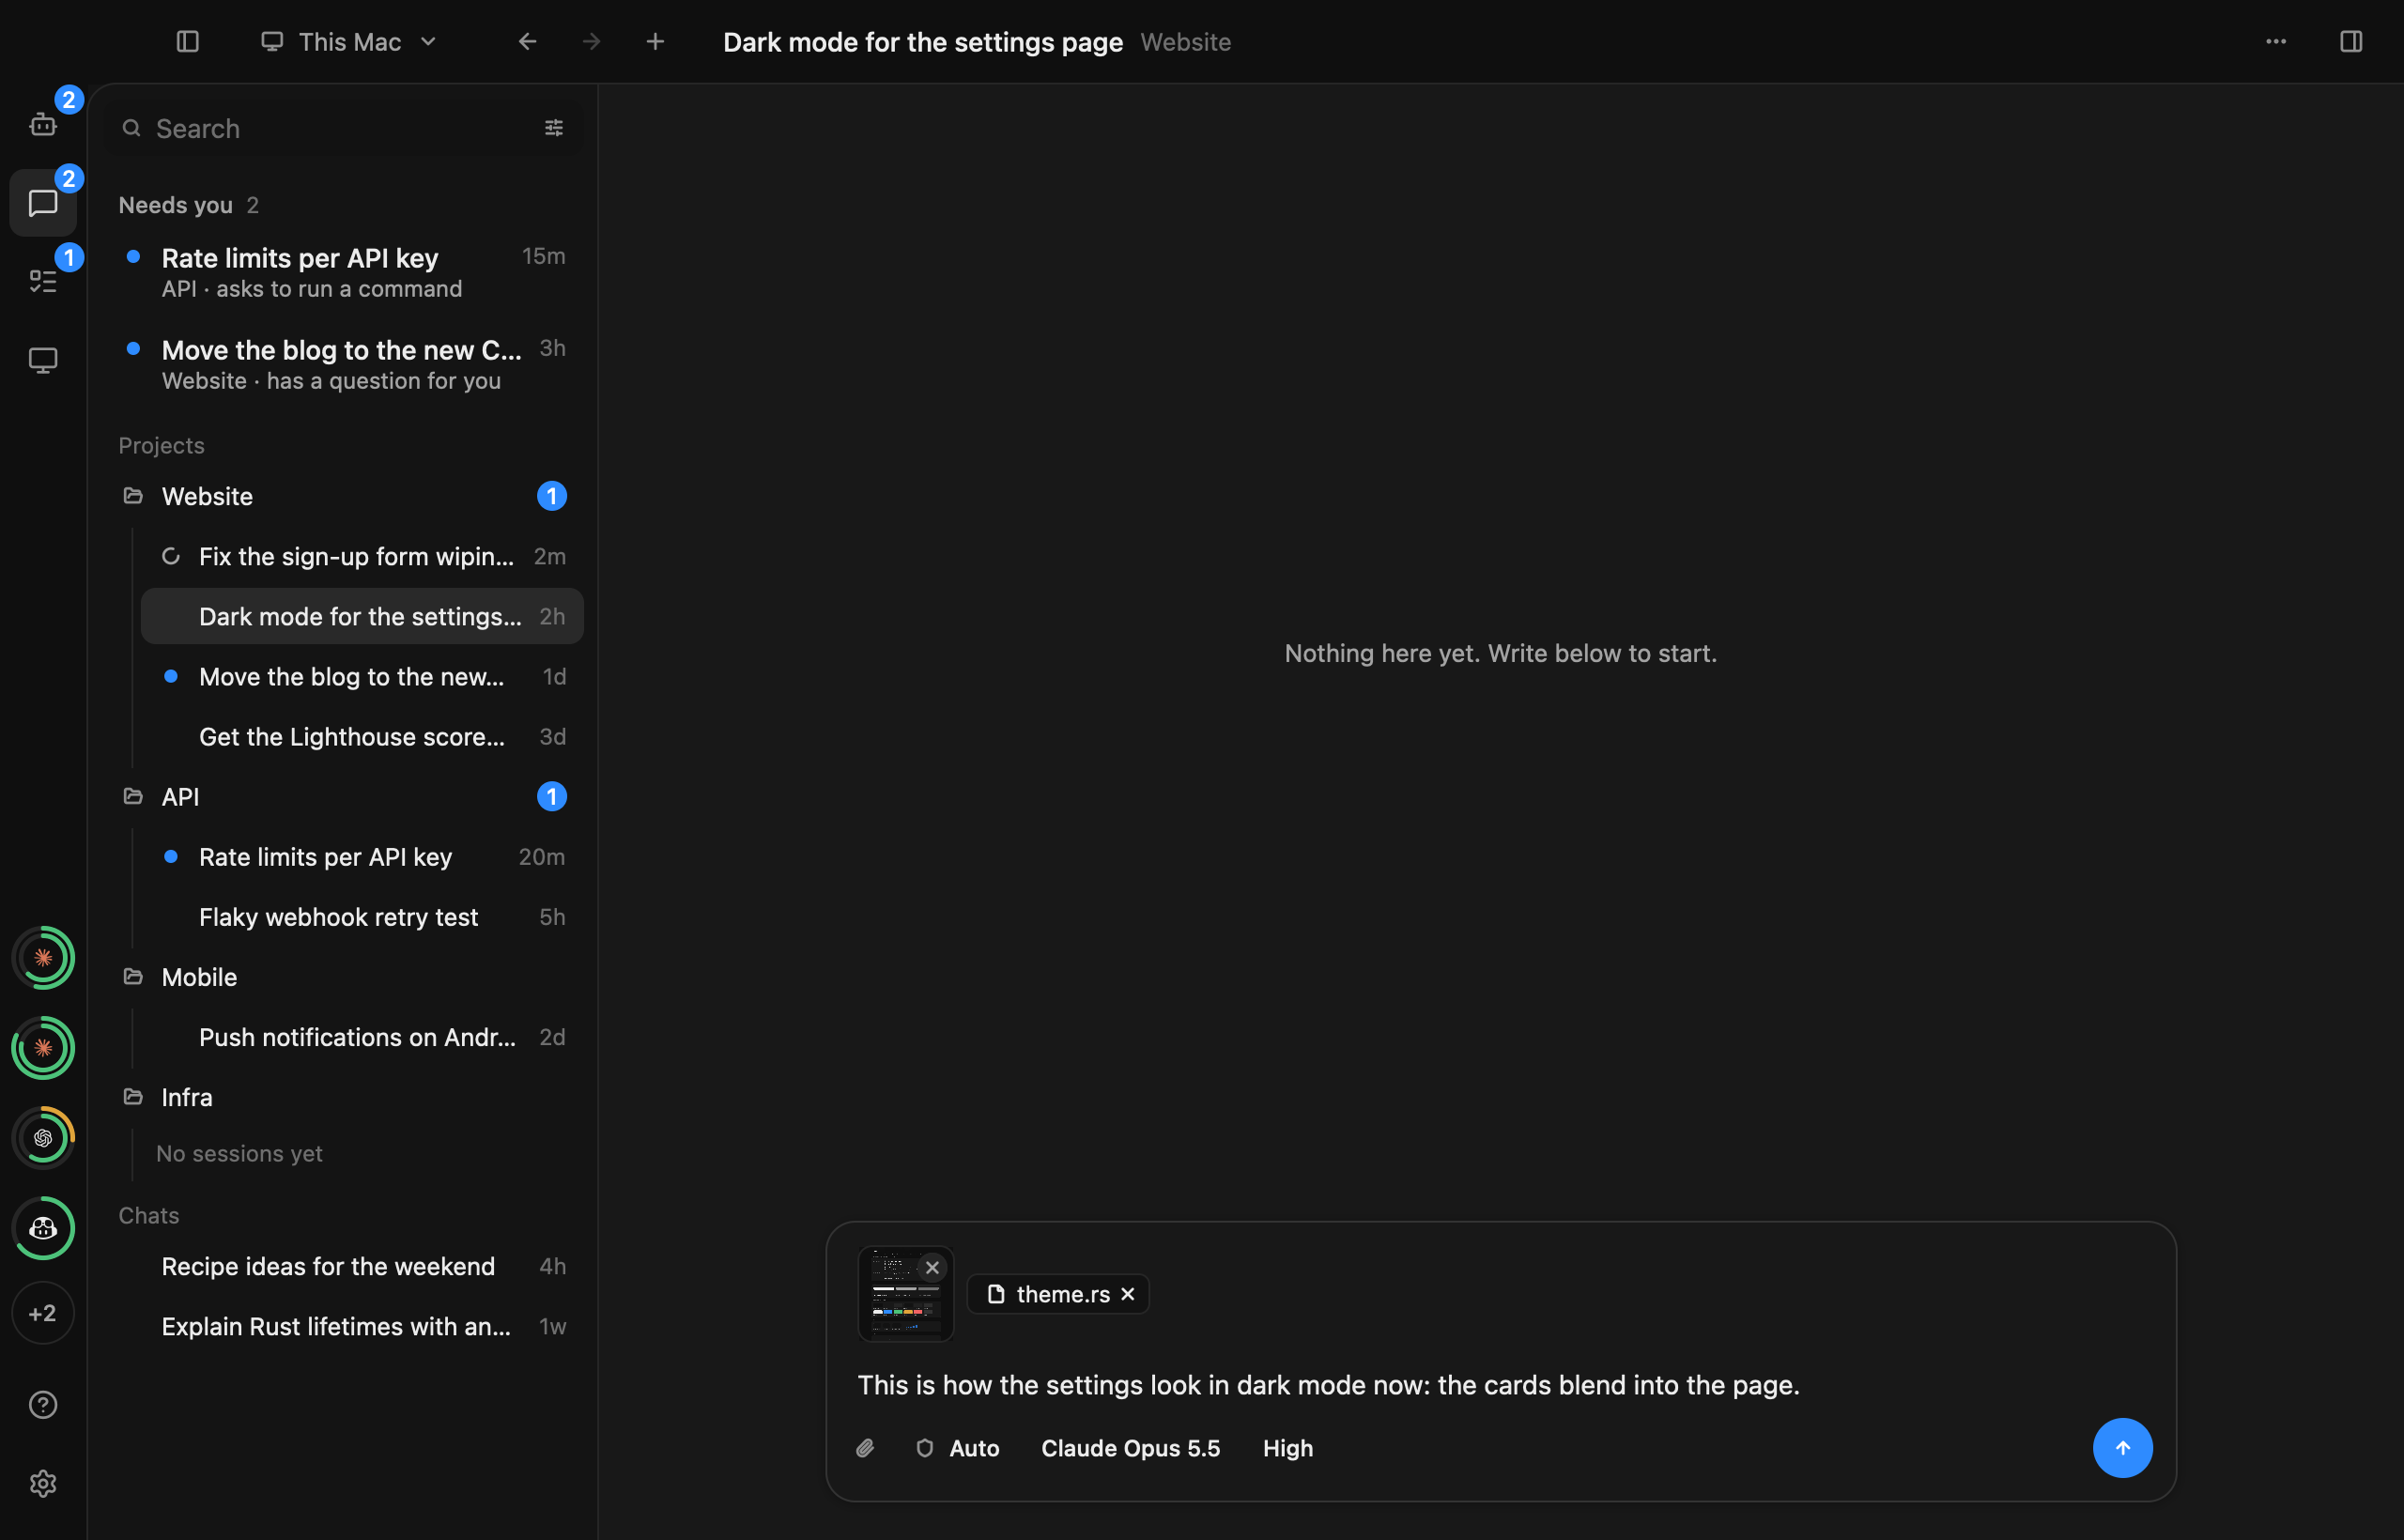 This Mac
Dark mode for the settings page Website
2
2
1
Search
Needs you 2
Rate limits per API key 15m
API · asks to run a command
Move the blog to the new C... 3h
Website · has a question for you
Projects
Website 1
Fix the sign-up form wipin... 2m
Dark mode for the settings... 2h
Move the blog to the new... 1d
Get the Lighthouse score... 3d
API 1
Rate limits per API key 20m
Flaky webhook retry test 5h
Mobile
Push notifications on Andr... 2d
Infra
No sessions yet
Chats
Recipe ideas for the weekend 4h
Explain Rust lifetimes with an... 1w
+2
Nothing here yet. Write below to start.
theme.rs
This is how the settings look in dark mode now: the cards blend into the page.
Auto Claude Opus 5.5 High